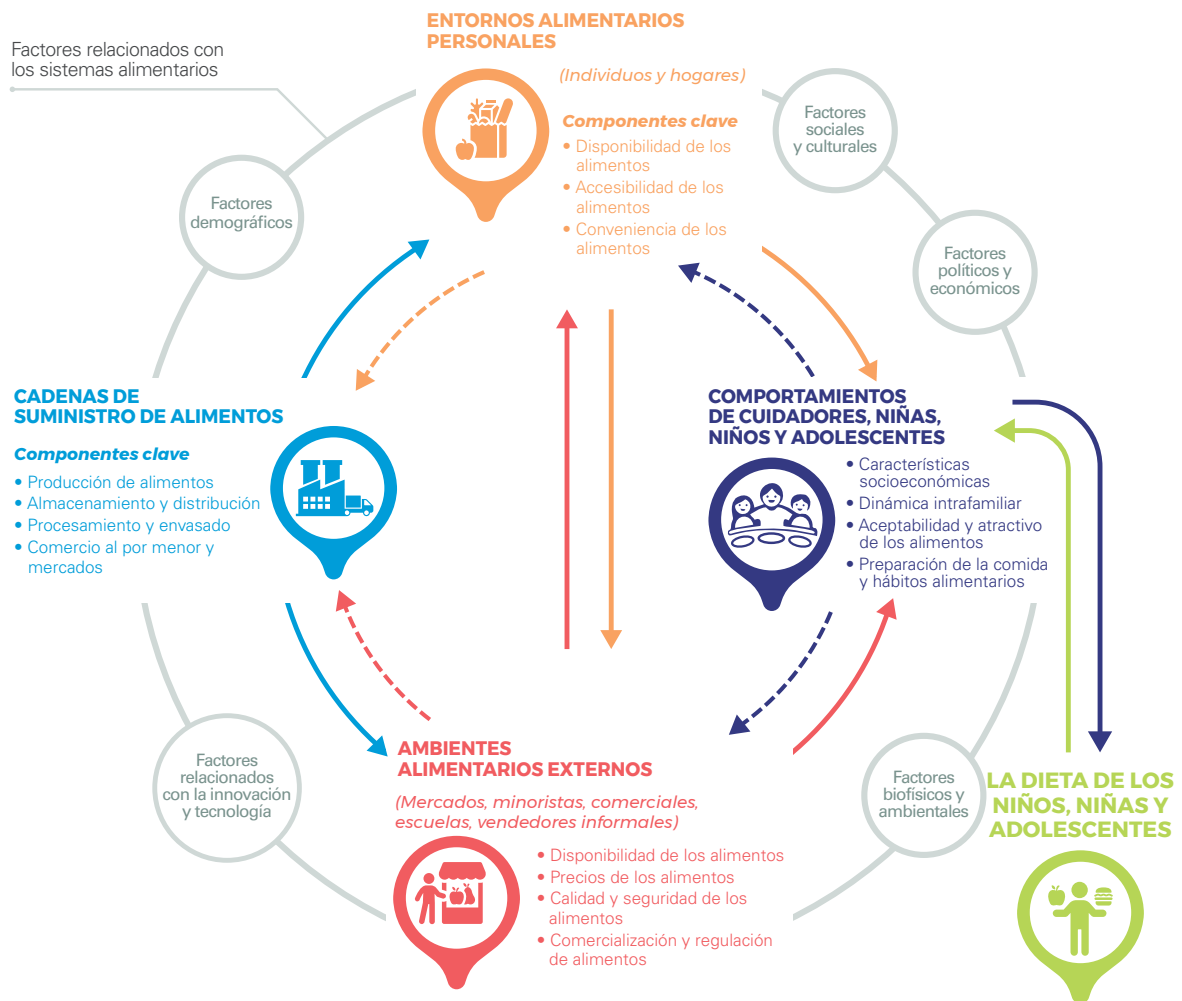 Factores relacionados con
los sistemas alimentarios
ENTORNOS ALIMENTARIOS
PERSONALES
(Individuos y hogares)
Componentes clave
• Disponibilidad de los
alimentos
• Accesibilidad de los
alimentos
• Conveniencia de los
alimentos
Factores
sociales
y culturales
Factores
demográficos
Factores
políticos y
económicos
CADENAS DE
SUMINISTRO DE ALIMENTOS
Componentes clave
• Producción de alimentos
• Almacenamiento y distribución
• Procesamiento y envasado
• Comercio al por menor y
mercados
COMPORTAMIENTOS
DE CUIDADORES, NIÑAS,
NIÑOS Y ADOLESCENTES
• Características
socioeconómicas
• Dinámica intrafamiliar
• Aceptabilidad y atractivo
de los alimentos
• Preparación de la comida
y hábitos alimentarios
Factores
relacionados
con la innovación
y tecnología
AMBIENTES
ALIMENTARIOS EXTERNOS
(Mercados, minoristas, comerciales,
escuelas, vendedores informales)
• Disponibilidad de los alimentos
• Precios de los alimentos
• Calidad y seguridad de los
alimentos
• Comercialización y regulación
de alimentos
Factores
biofísicos y
ambientales
LA DIETA DE LOS
NIÑOS, NIÑAS Y
ADOLESCENTES